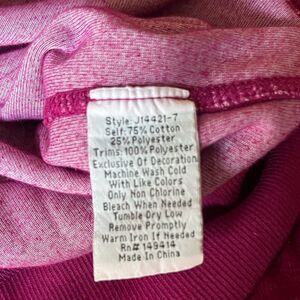 Style: J14421-7
Self: 75% Cotton
25% Polyester
Trims: 100% Polyester
Exclusive Of Decoration
Machine Wash Cold
With Like Colors
Only Non Chlorine
Bleach When Needed
Tumble Dry Low
Remove Promptly
Warm Iron If Needed
Rn# 149414
Made In China